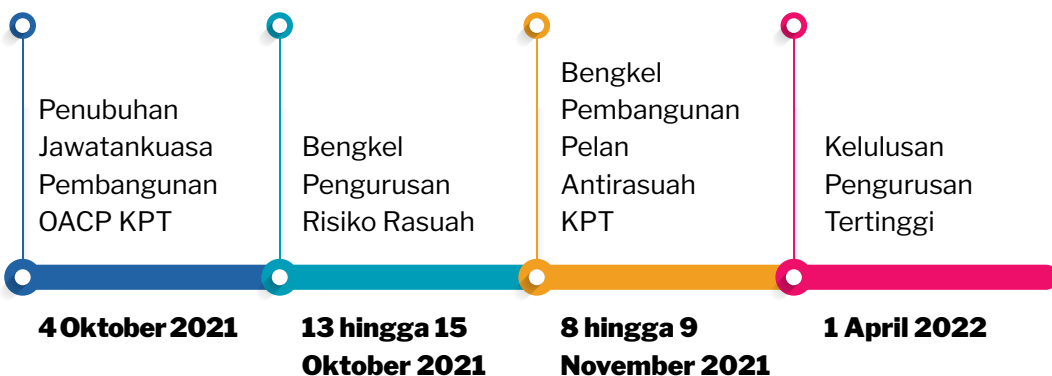 Penubuhan
Jawatankuasa
Pembangunan
OACP KPT
4 Oktober 2021
Bengkel
Pengurusan
Risiko Rasuah
13 hingga 15
Oktober 2021
Bengkel
Pembangunan
Pelan
Antirasuah
KPT
8 hingga 9
November 2021
Kelulusan
Pengurusan
Tertinggi
1 April 2022